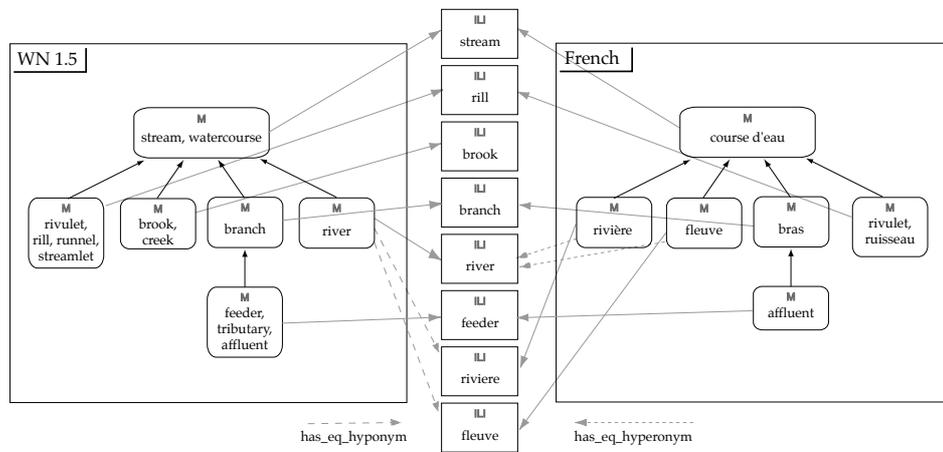 WN 1.5
M
stream, watercourse
M
rivulet,
rill, runnel,
streamlet
M
brook,
creek
M
branch
M
river
M
feeder,
tributary,
affluent
ILI
stream
ILI
rill
ILI
brook
ILI
branch
ILI
river
ILI
feeder
ILI
riviere
ILI
fleuve
French
M
course d'eau
M
rivière
M
fleuve
M
bras
M
rivulet,
ruisseau
M
affluent
has_eq_hyponym
has_eq_hyperonym